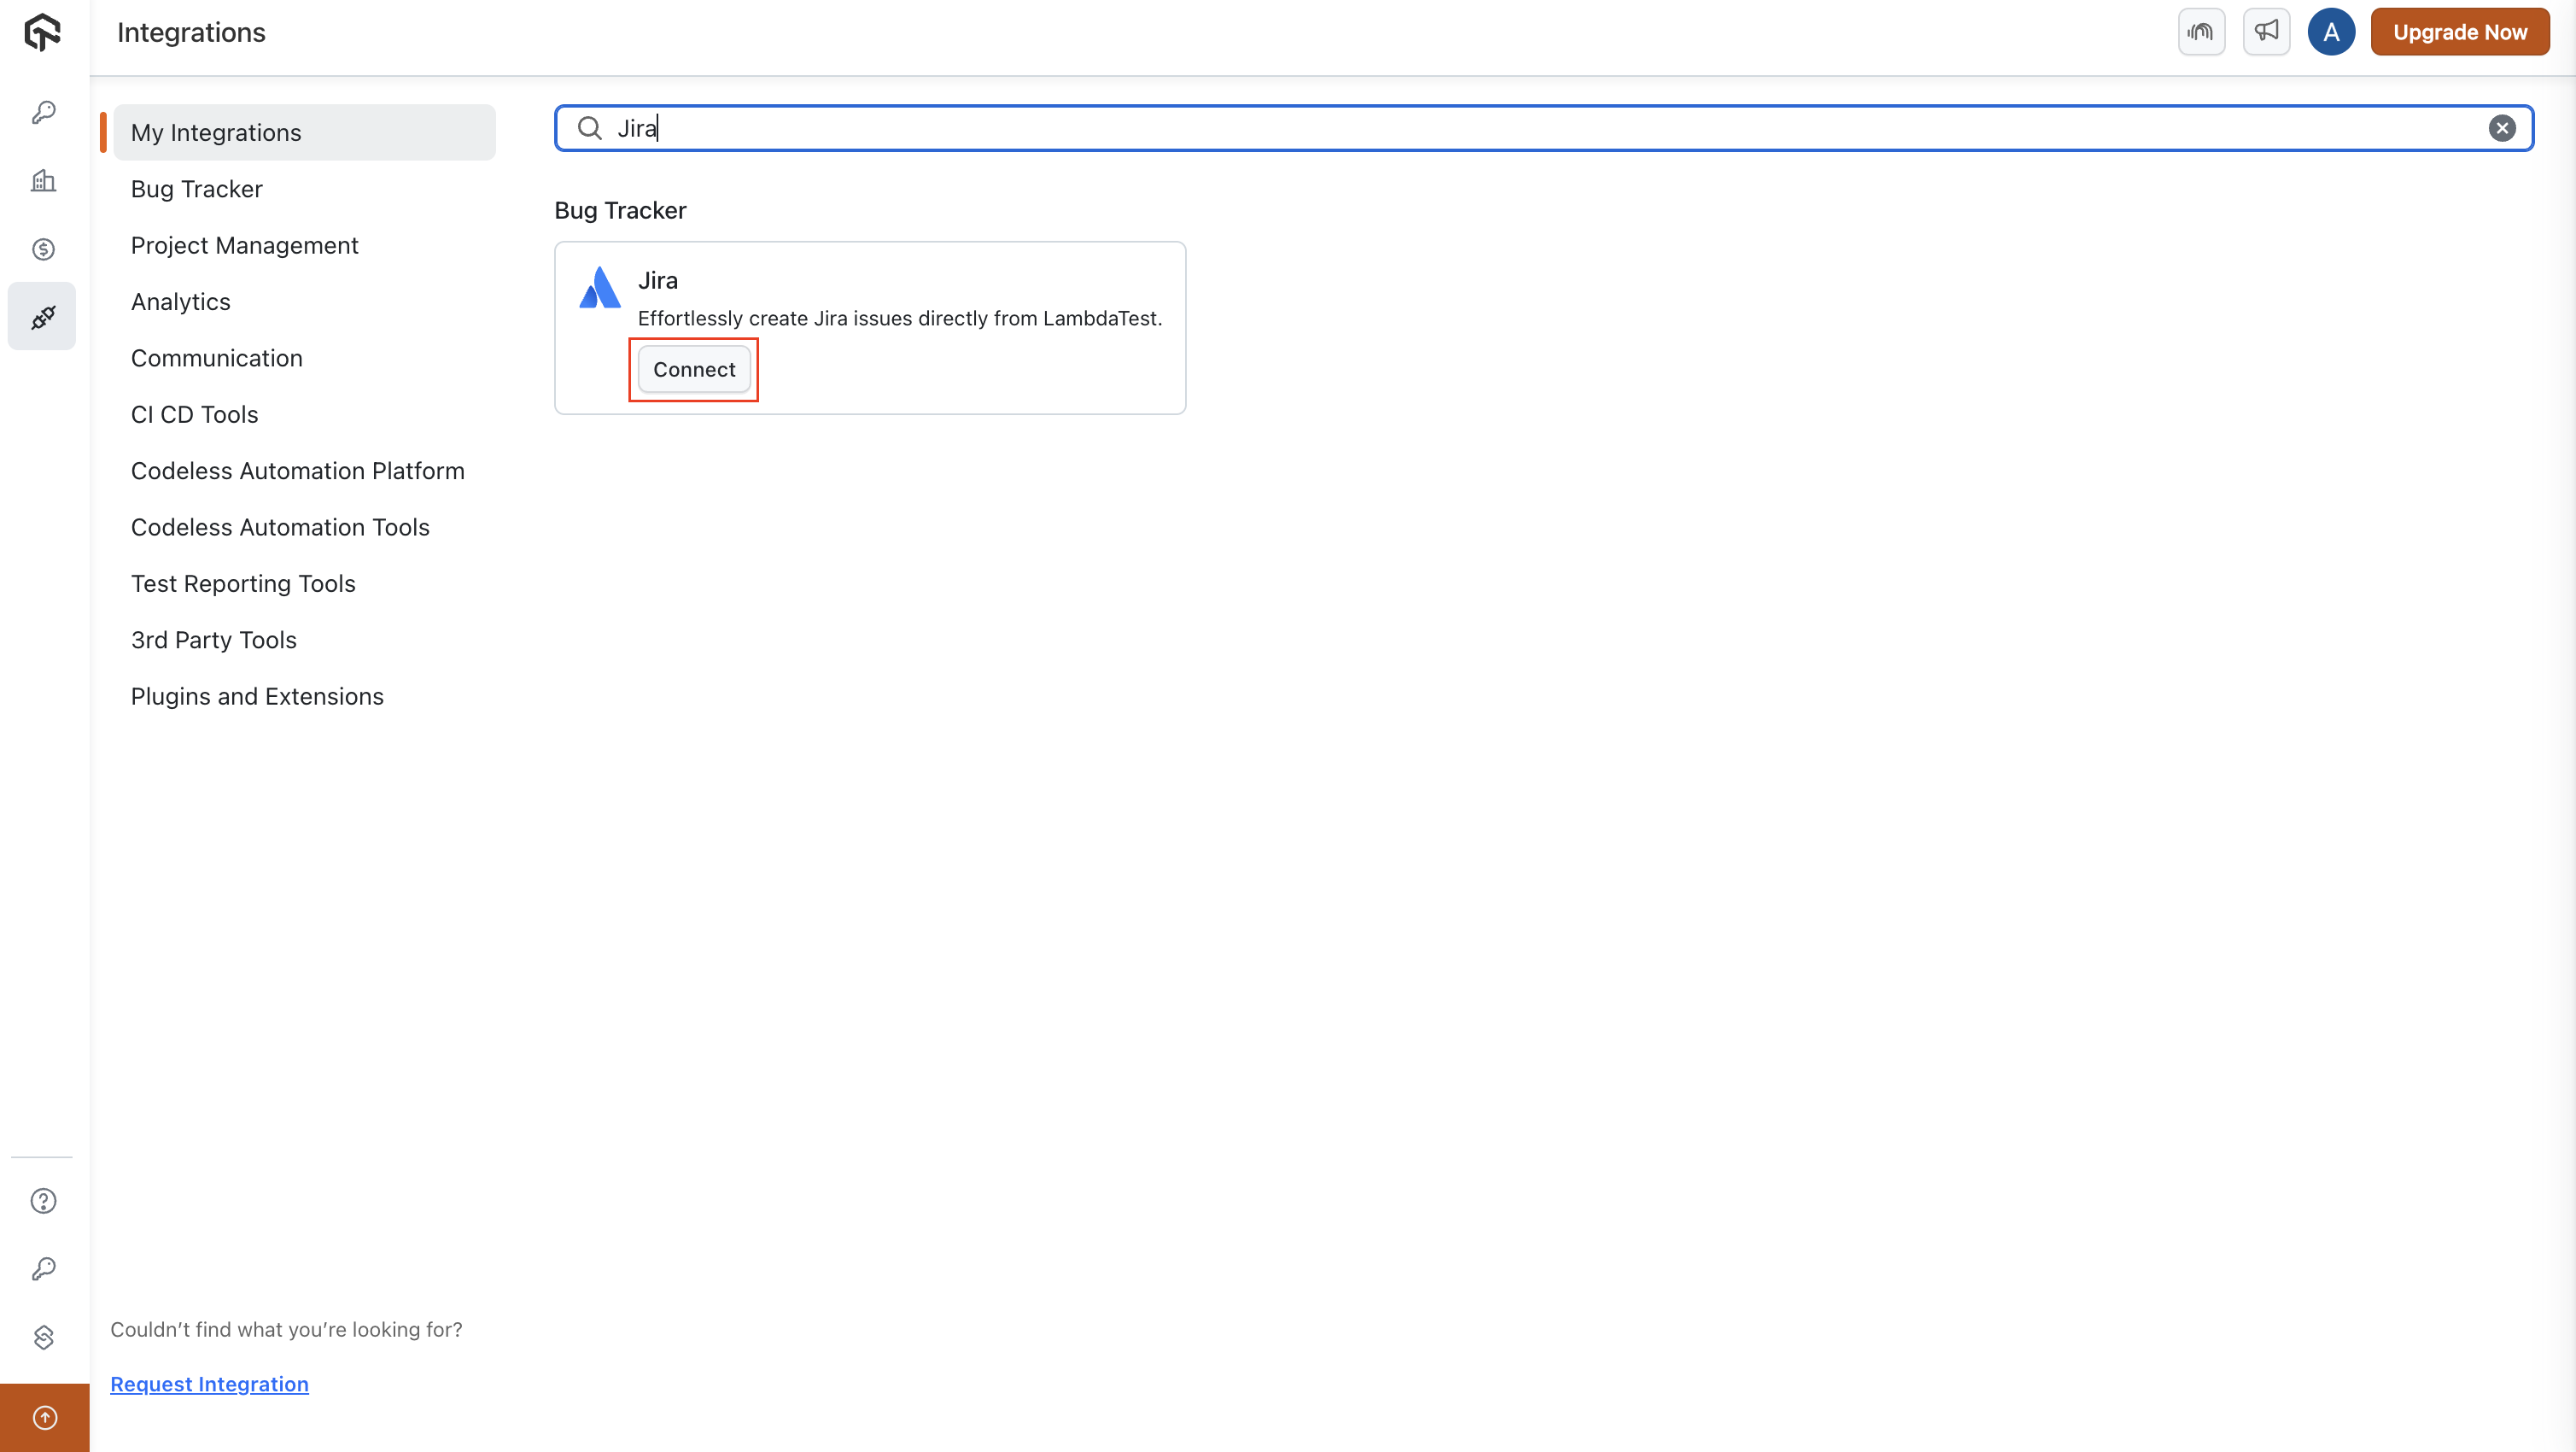 Integrations
A
Upgrade Now
My Integrations
Bug Tracker
Project Management
Analytics
Communication
CI CD Tools
Codeless Automation Platform
Codeless Automation Tools
Test Reporting Tools
3rd Party Tools
Plugins and Extensions
Jira
Bug Tracker
Jira
Effortlessly create Jira issues directly from LambdaTest.
Connect
Couldn’t find what you’re looking for?
Request Integration